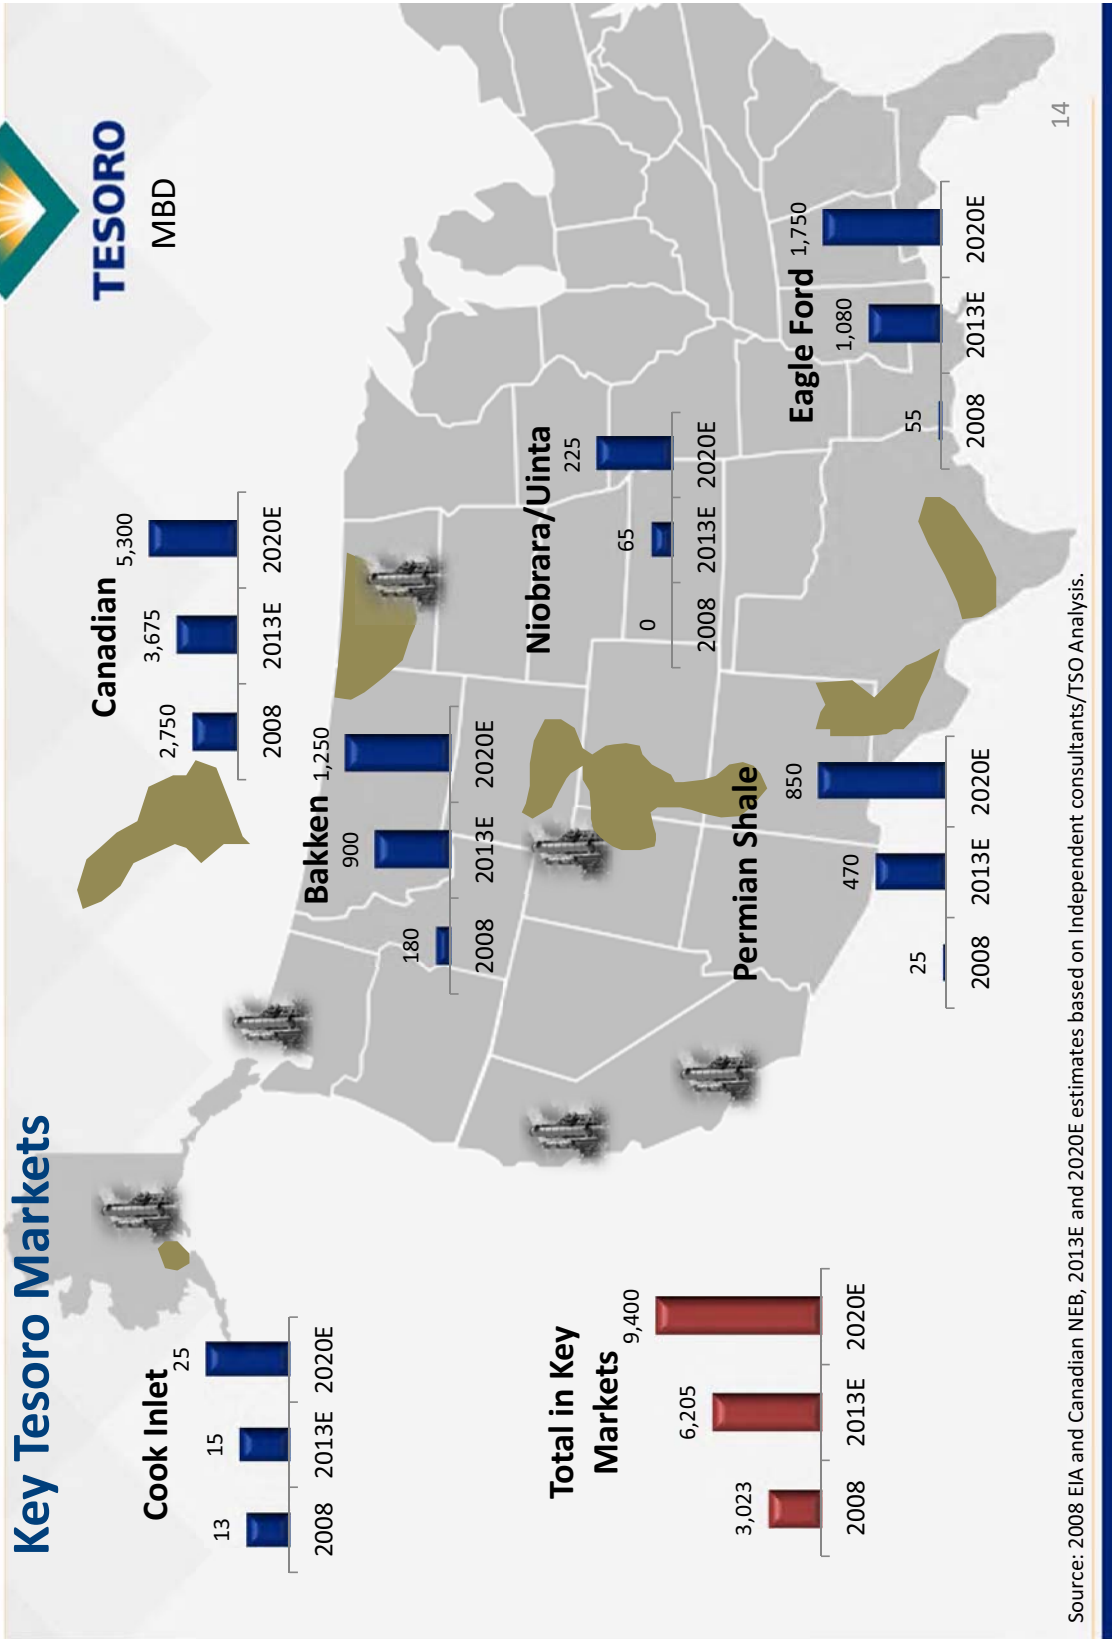 Key Tesoro Markets
TESORO
MBD
Cook Inlet
13
15
25
2008
2013E
2020E
Canadian
2,750
3,675
5,300
2008
2013E
2020E
Bakken
180
900
1,250
2008
2013E
2020E
Niobrara/Uinta
0
65
225
2008
2013E
2020E
Total in Key
Markets
3,023
6,205
9,400
2008
2013E
2020E
Permian Shale
25
470
850
2008
2013E
2020E
Eagle Ford
55
1,080
1,750
2008
2013E
2020E
14
Source: 2008 EIA and Canadian NEB, 2013E and 2020E estimates based on Independent consultants/TSO Analysis.